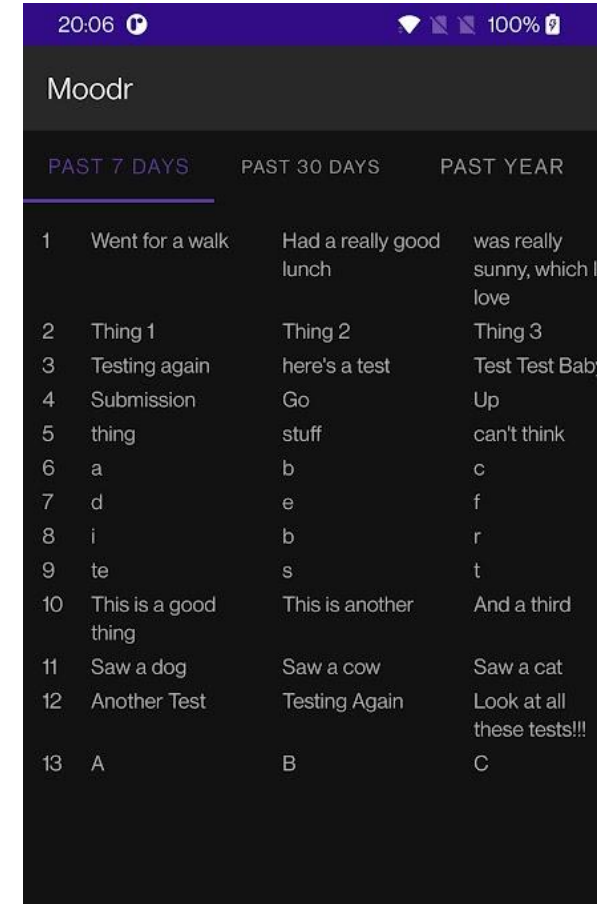 20:06 100%
Moodr
PAST 7 DAYS PAST 30 DAYS PAST YEAR
1 Went for a walk Had a really good was really
lunch sunny, which I
love
2 Thing 1 Thing 2 Thing 3
3 Testing again here's a test Test Test Baby
4 Submission Go Up
5 thing stuff can't think
6 a b c
7 d e f
8 i b r
9 te s t
10 This is a good This is another And a third
thing
11 Saw a dog Saw a cow Saw a cat
12 Another Test Testing Again Look at all
these tests!!!
13 A B C